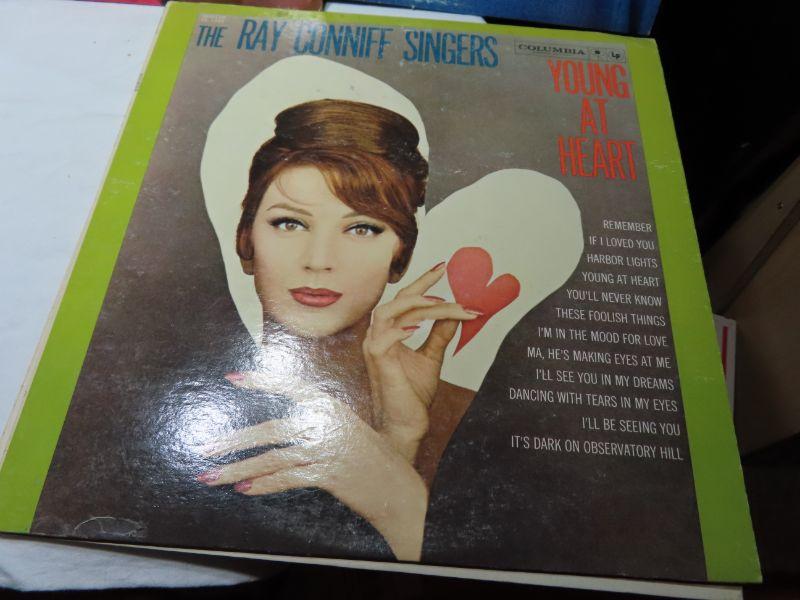 THE RAY CONNIFF SINGERS
COLUMBIA
Lp
YOUNG
AT
HEART
REMEMBER
IF I LOVED YOU
HARBOR LIGHTS
YOUNG AT HEART
YOU'LL NEVER KNOW
THESE FOOLISH THINGS
I'M IN THE MOOD FOR LOVE
MA, HE'S MAKING EYES AT ME
I'LL SEE YOU IN MY DREAMS
DANCING WITH TEARS IN MY EYES
I'LL BE SEEING YOU
IT'S DARK ON OBSERVATORY HILL